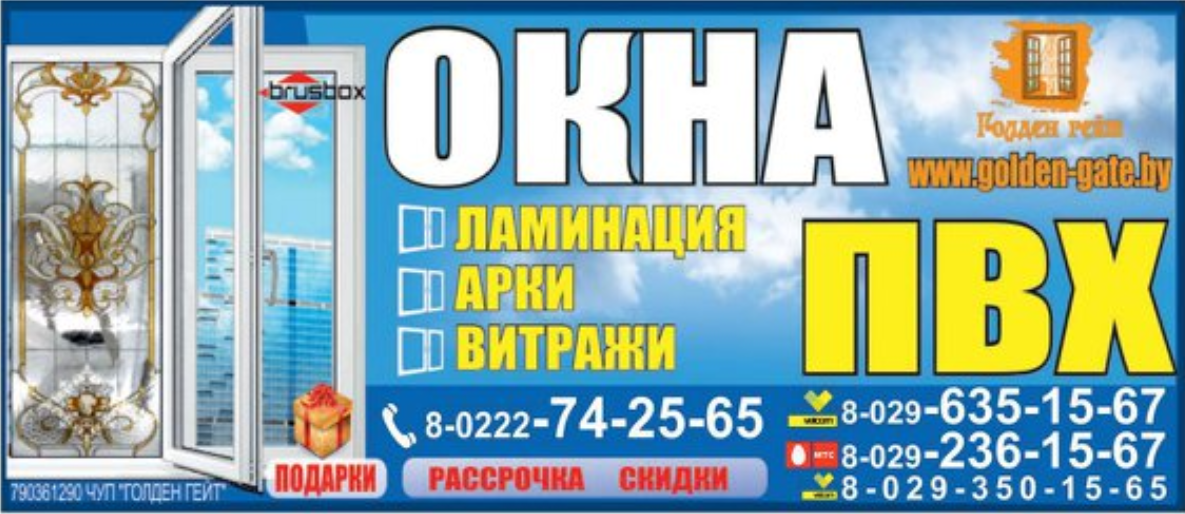 ОКНА
brusbox
Голден гейт
www.golden-gate.by
ПВХ
ЛАМИНАЦИЯ
АРКИ
ВИТРАЖИ
8-0222-74-25-65
velcom 8-029-635-15-67
МТС 8-029-236-15-67
velcom 8-029-350-15-65
ПОДАРКИ
РАССРОЧКА СКИДКИ
790361290 ЧУП "ГОЛДЕН ГЕЙТ"